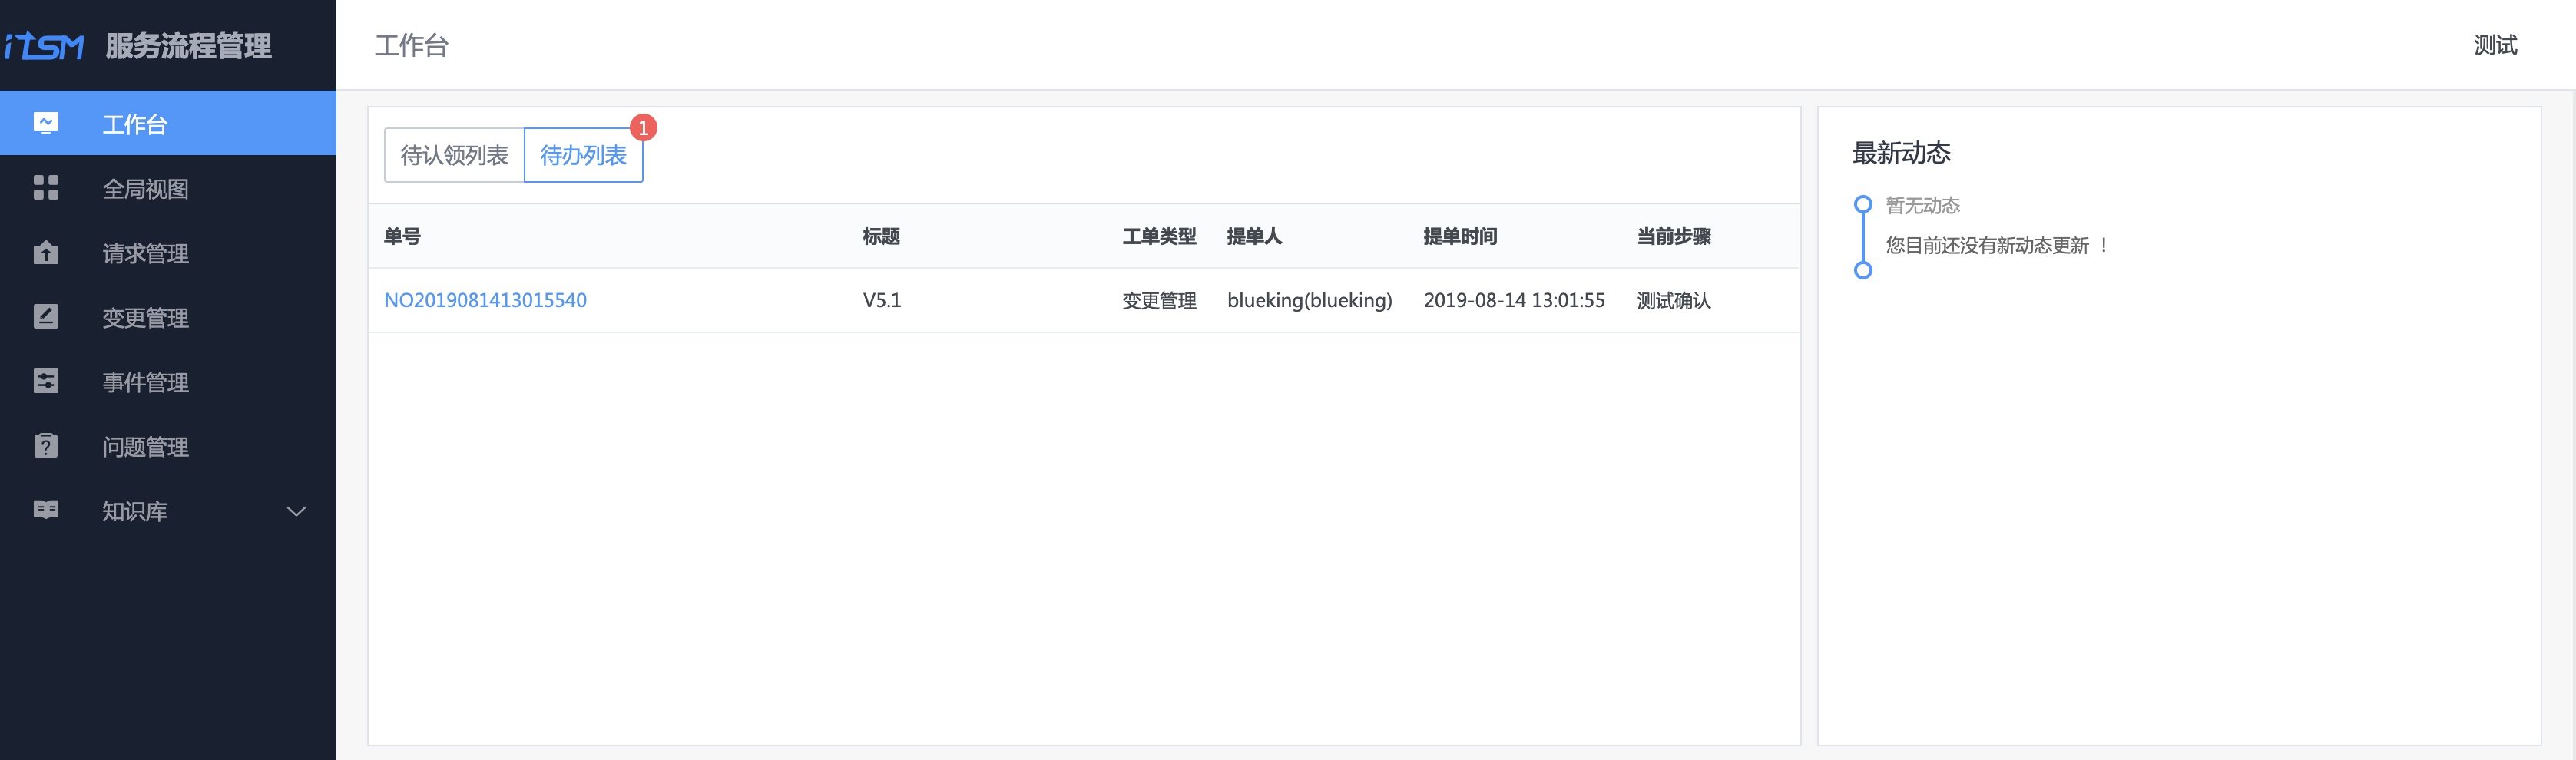 iTSM 服务流程管理
工作台
测试
工作台
全局视图
请求管理
变更管理
事件管理
问题管理
知识库
待认领列表 待办列表 1
单号 标题 工单类型 提单人 提单时间 当前步骤
NO2019081413015540 V5.1 变更管理 blueking(blueking) 2019-08-14 13:01:55 测试确认
最新动态
暂无动态
您目前还没有新动态更新 ！